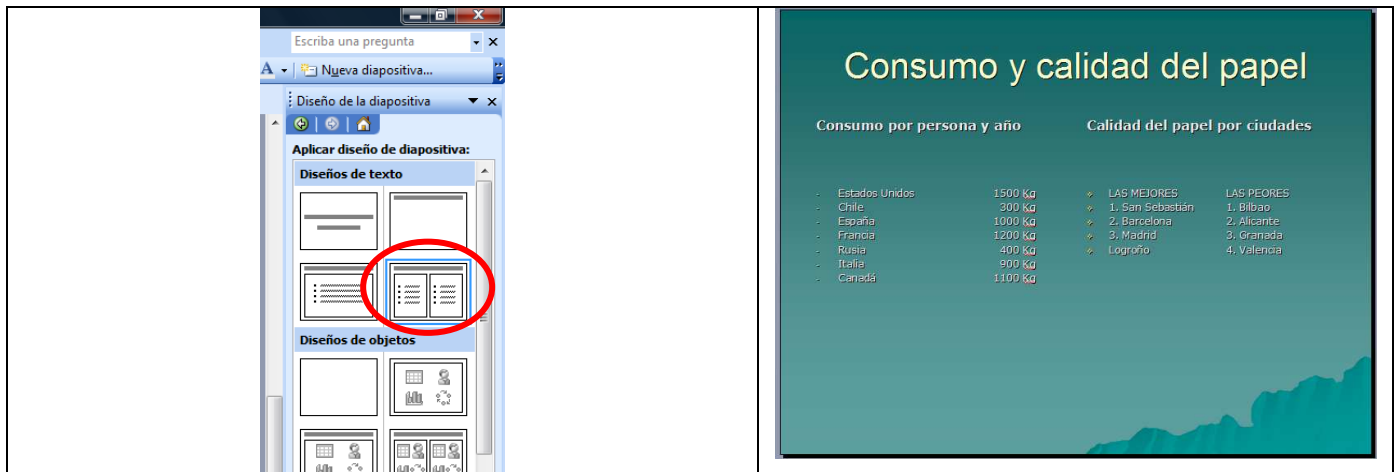 Escriba una pregunta
A Nueva diapositiva...
Diseño de la diapositiva
Aplicar diseño de diapositiva:
Diseños de texto
Diseños de objetos
Consumo y calidad del papel
Consumo por persona y año
- Estados Unidos 1500 Kg
- Chile 300 Kg
- España 1000 Kg
- Francia 1200 Kg
- Rusia 400 Kg
- Italia 900 Kg
- Canadá 1100 Kg
Calidad del papel por ciudades
LAS MEJORES LAS PEORES
1. San Sebastián 1. Bilbao
2. Barcelona 2. Alicante
3. Madrid 3. Granada
Logroño 4. Valencia